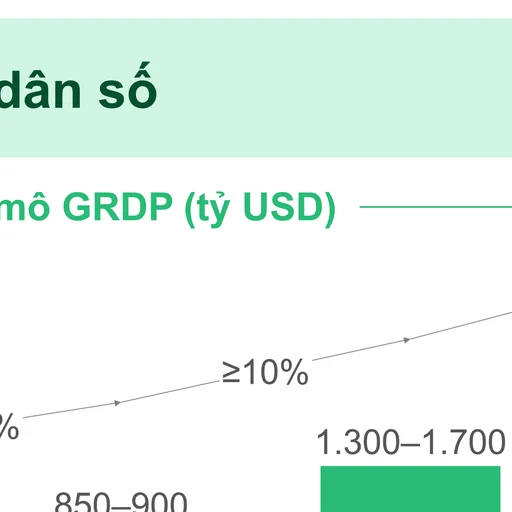 dân số
mô GRDP (tỷ USD)
≥10%
%
1.300–1.700
850–900